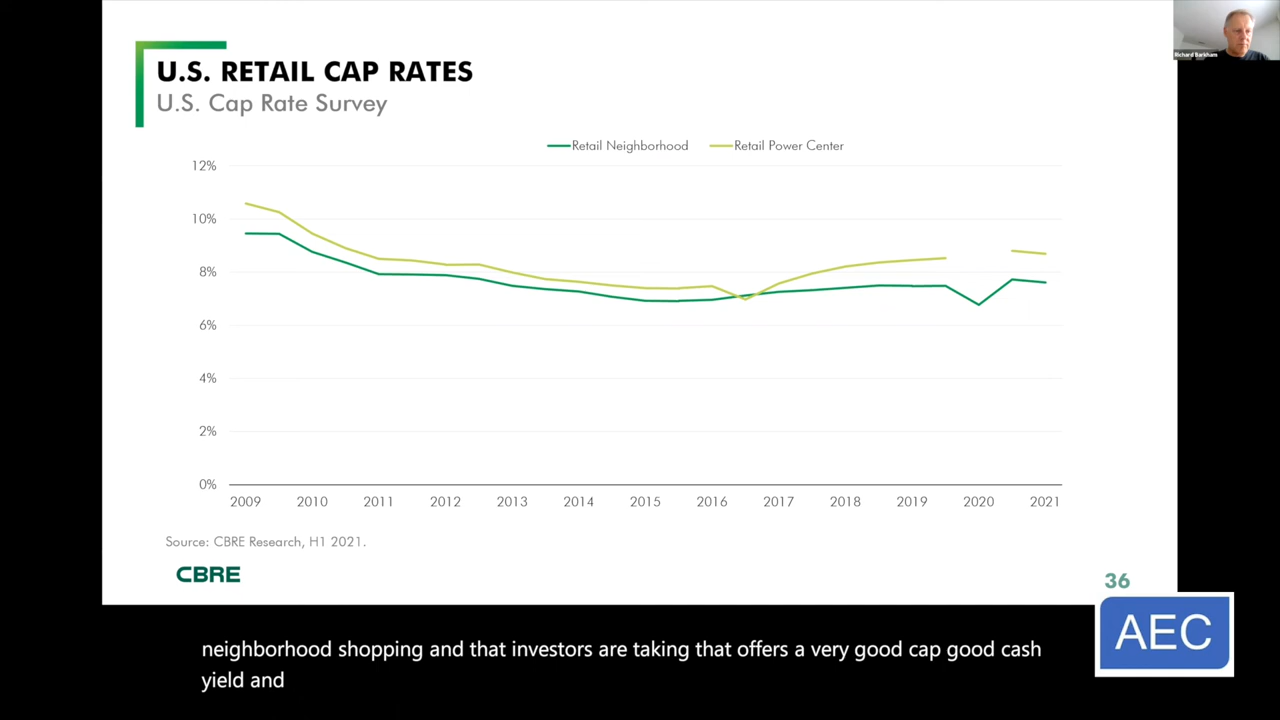 Richard Barkham
U.S. RETAIL CAP RATES
U.S. Cap Rate Survey
Retail Neighborhood Retail Power Center
12%
10%
8%
6%
4%
2%
0%
2009 2010 2011 2012 2013 2014 2015 2016 2017 2018 2019 2020 2021
Source: CBRE Research, H1 2021.
CBRE
36
AEC
neighborhood shopping and that investors are taking that offers a very good cap good cash
yield and